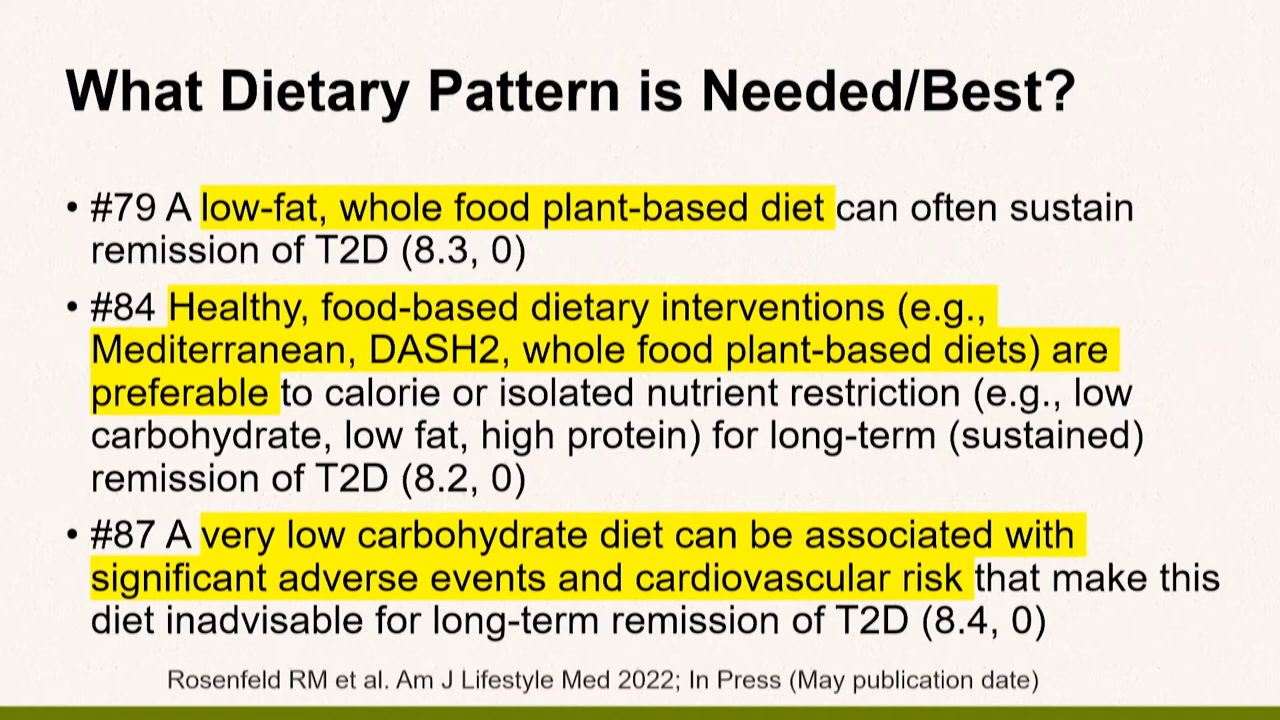 What Dietary Pattern is Needed/Best?
• #79 A low-fat, whole food plant-based diet can often sustain
remission of T2D (8.3, 0)
• #84 Healthy, food-based dietary interventions (e.g.,
Mediterranean, DASH2, whole food plant-based diets) are
preferable to calorie or isolated nutrient restriction (e.g., low
carbohydrate, low fat, high protein) for long-term (sustained)
remission of T2D (8.2, 0)
• #87 A very low carbohydrate diet can be associated with
significant adverse events and cardiovascular risk that make this
diet inadvisable for long-term remission of T2D (8.4, 0)
Rosenfeld RM et al. Am J Lifestyle Med 2022; In Press (May publication date)